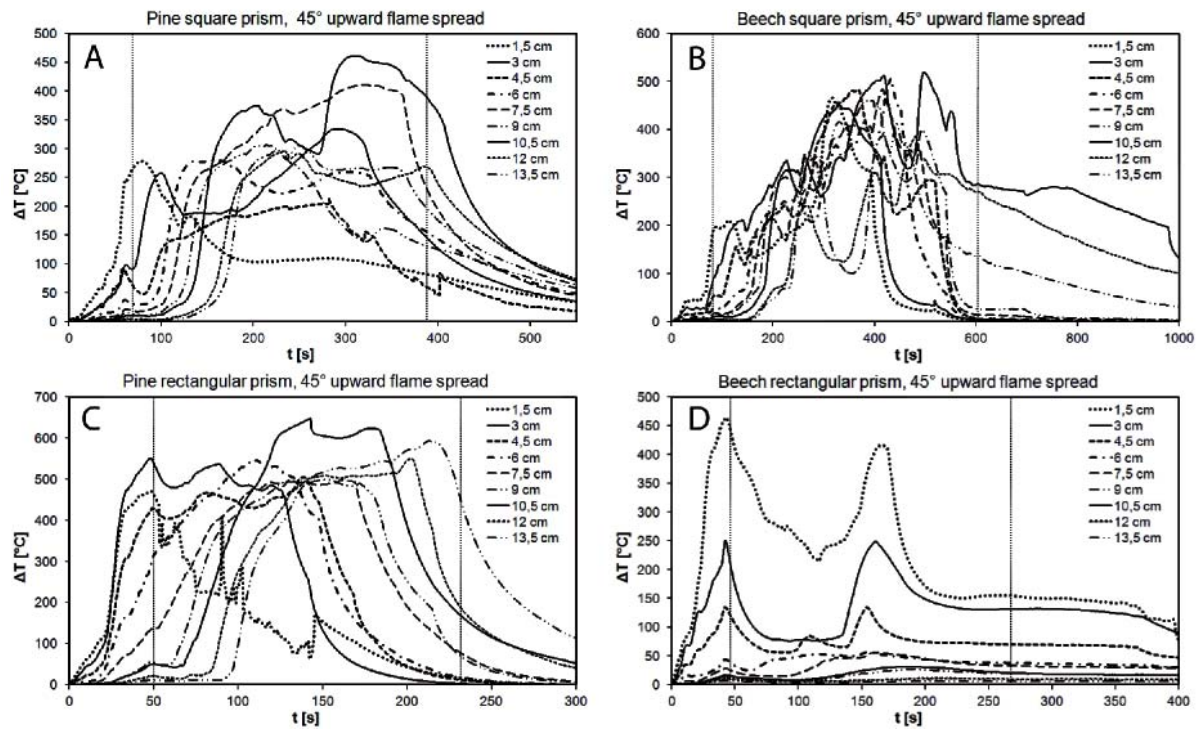 Pine square prism, 45° upward flame spread
A
ΔT [°C]
500
450
400
350
300
250
200
150
100
50
0
0 100 200 300 400 500
t [s]
1,5 cm
3 cm
4,5 cm
6 cm
7,5 cm
9 cm
10,5 cm
12 cm
13,5 cm
Beech square prism, 45° upward flame spread
B
ΔT [°C]
600
500
400
300
200
100
0
0 200 400 600 800 1000
t [s]
1,5 cm
3 cm
4,5 cm
6 cm
7,5 cm
9 cm
10,5 cm
12 cm
13,5 cm
Pine rectangular prism, 45° upward flame spread
C
ΔT [°C]
700
600
500
400
300
200
100
0
0 50 100 150 200 250 300
t [s]
1,5 cm
3 cm
4,5 cm
6 cm
7,5 cm
9 cm
10,5 cm
12 cm
13,5 cm
Beech rectangular prism, 45° upward flame spread
D
ΔT [°C]
500
450
400
350
300
250
200
150
100
50
0
0 50 100 150 200 250 300 350 400
t [s]
1,5 cm
3 cm
4,5 cm
6 cm
7,5 cm
9 cm
10,5 cm
12 cm
13,5 cm